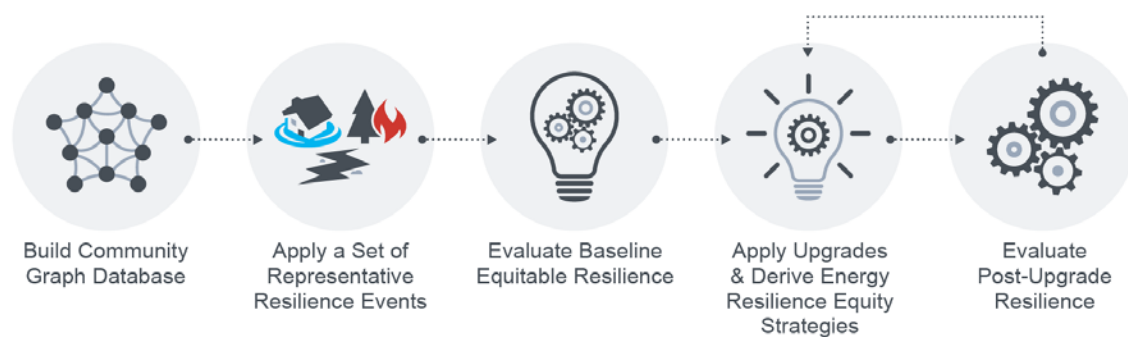 Build Community
Graph Database
Apply a Set of
Representative
Resilience Events
Evaluate Baseline
Equitable Resilience
Apply Upgrades
& Derive Energy
Resilience Equity
Strategies
Evaluate
Post-Upgrade
Resilience